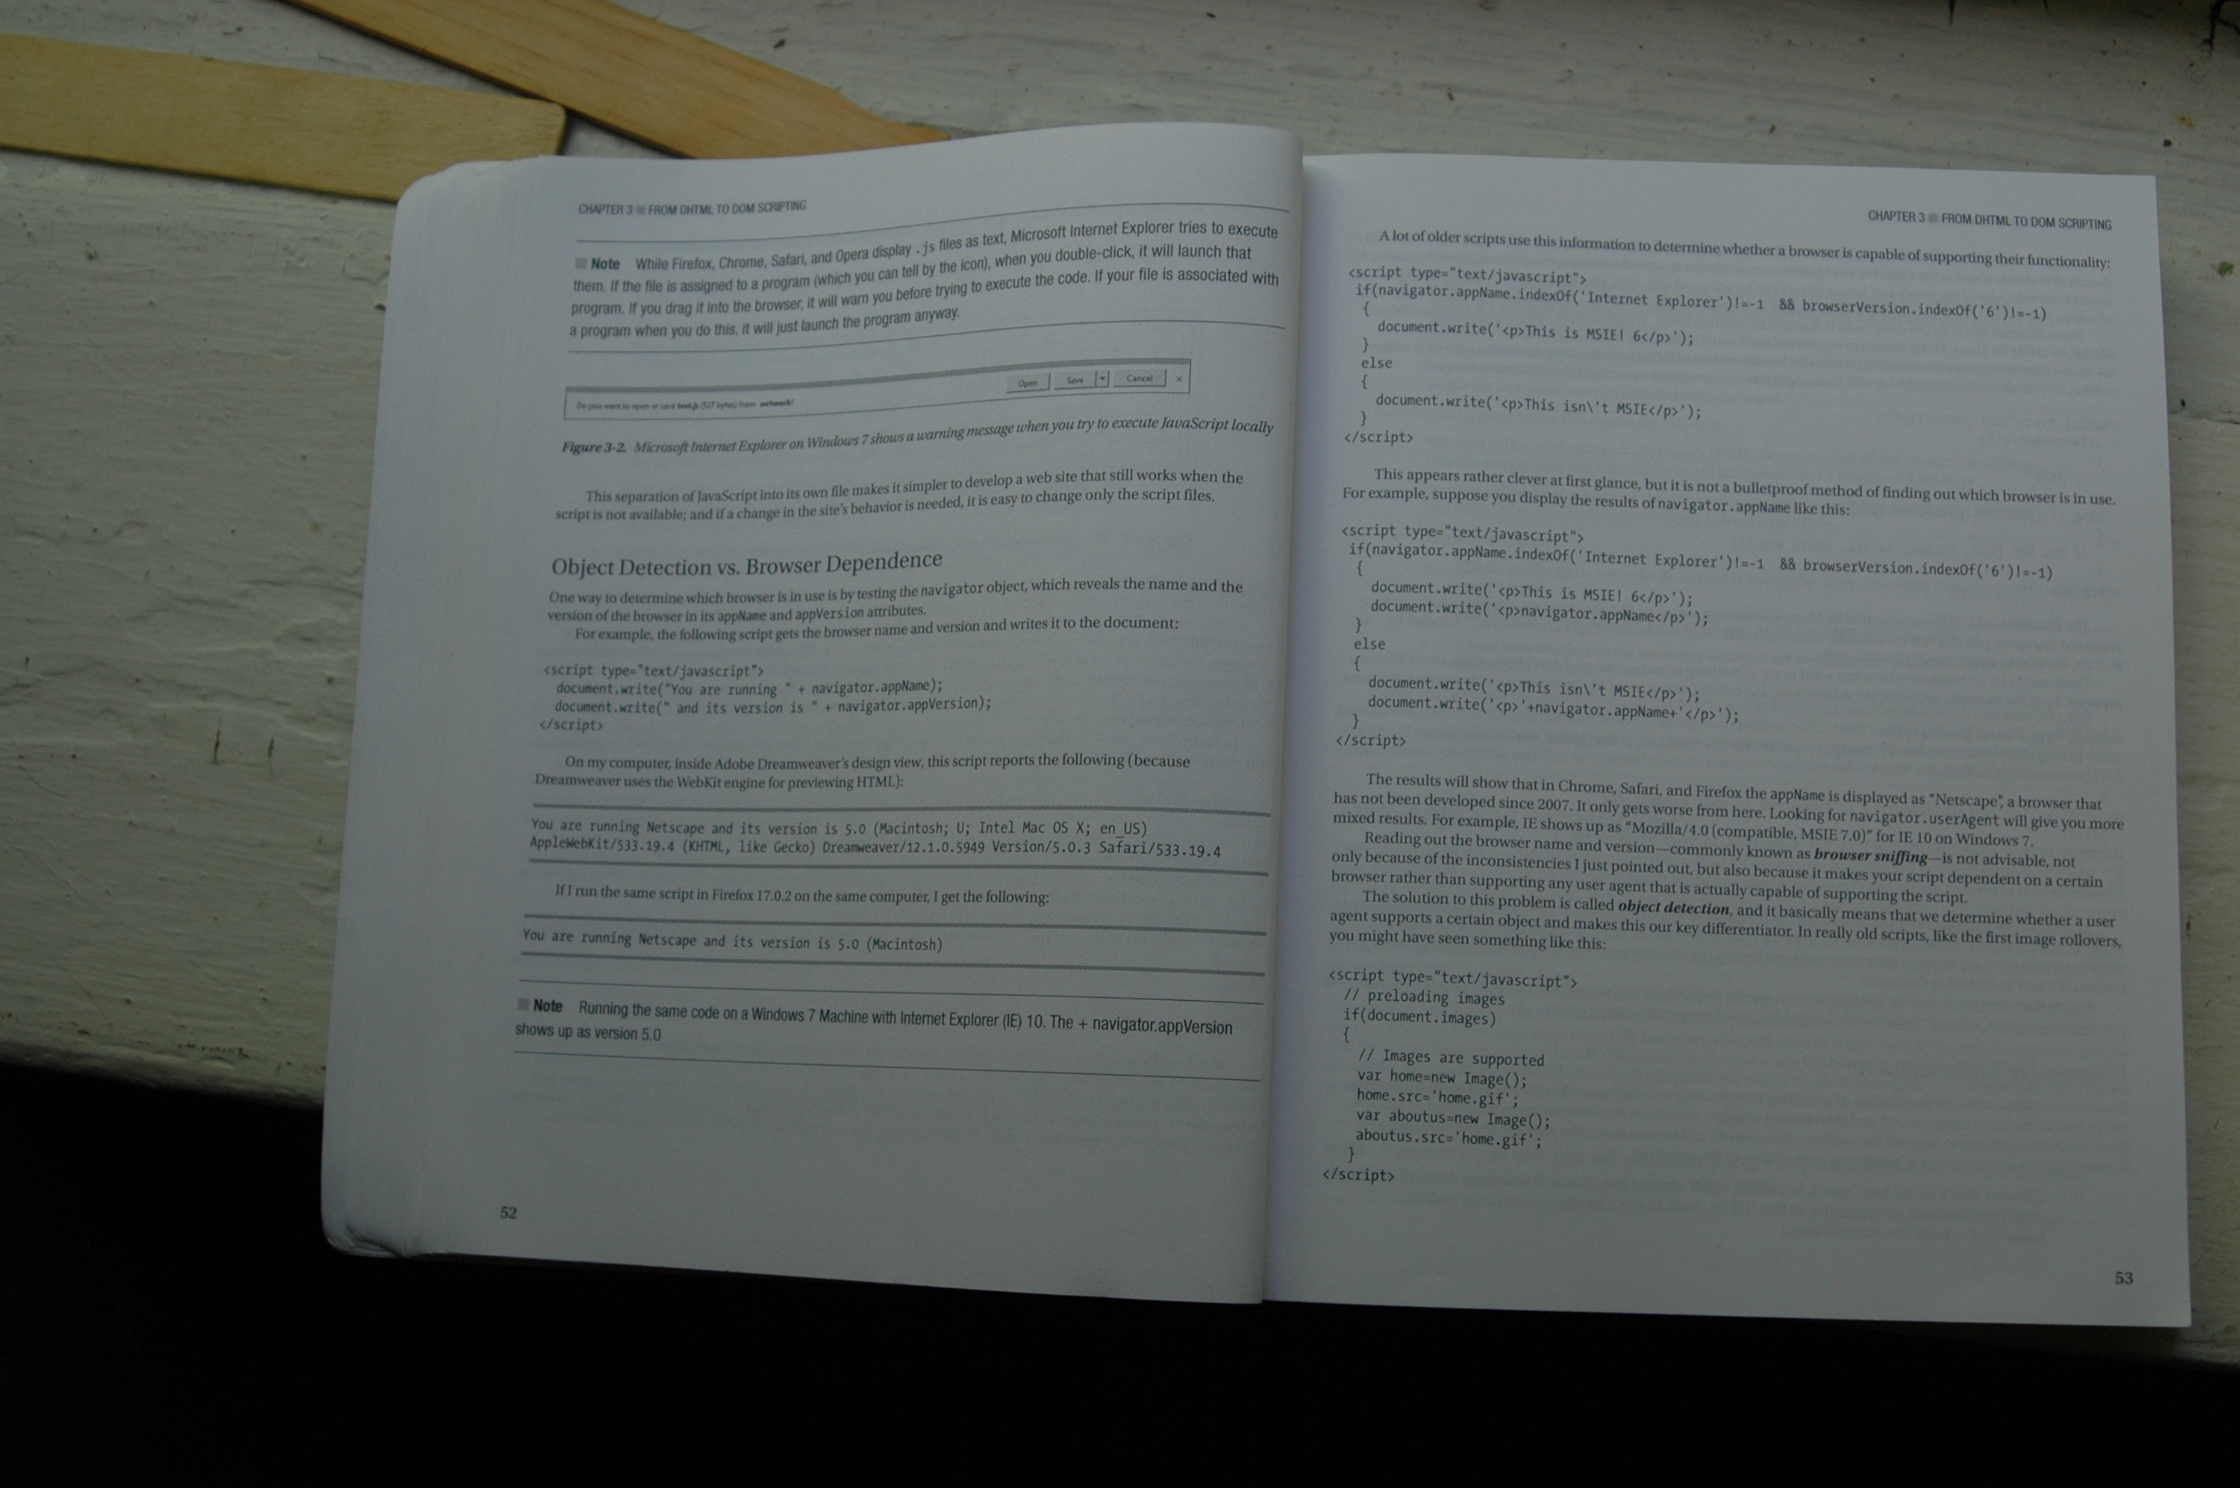 CHAPTER 3 ■ FROM DHTML TO DOM SCRIPTING
■ Note While Firefox, Chrome, Safari, and Opera display .js files as text, Microsoft Internet Explorer tries to execute
them. If the file is assigned to a program (which you can tell by the icon), when you double-click, it will launch that
program. If you drag it into the browser, it will warn you before trying to execute the code. If your file is associated with
a program when you do this, it will just launch the program anyway.
Do you want to open or save test.js (527 bytes) from network?
Open Save Cancel ×
Figure 3-2. Microsoft Internet Explorer on Windows 7 shows a warning message when you try to execute JavaScript locally
This separation of JavaScript into its own file makes it simpler to develop a web site that still works when the
script is not available; and if a change in the site's behavior is needed, it is easy to change only the script files.
Object Detection vs. Browser Dependence
One way to determine which browser is in use is by testing the navigator object, which reveals the name and the
version of the browser in its appName and appVersion attributes.
For example, the following script gets the browser name and version and writes it to the document:
<script type="text/javascript">
document.write("You are running " + navigator.appName);
document.write(" and its version is " + navigator.appVersion);
</script>
On my computer, inside Adobe Dreamweaver's design view, this script reports the following (because
Dreamweaver uses the WebKit engine for previewing HTML):
You are running Netscape and its version is 5.0 (Macintosh; U; Intel Mac OS X; en_US)
AppleWebKit/533.19.4 (KHTML, like Gecko) Dreamweaver/12.1.0.5949 Version/5.0.3 Safari/533.19.4
If I run the same script in Firefox 17.0.2 on the same computer, I get the following:
You are running Netscape and its version is 5.0 (Macintosh)
■ Note Running the same code on a Windows 7 Machine with Internet Explorer (IE) 10. The + navigator.appVersion
shows up as version 5.0
52
CHAPTER 3 ■ FROM DHTML TO DOM SCRIPTING
A lot of older scripts use this information to determine whether a browser is capable of supporting their functionality:
<script type="text/javascript">
if(navigator.appName.indexOf('Internet Explorer')!=-1 && browserVersion.indexOf('6')!=-1)
{
document.write('<p>This is MSIE! 6</p>');
}
else
{
document.write('<p>This isn\'t MSIE</p>');
}
</script>
This appears rather clever at first glance, but it is not a bulletproof method of finding out which browser is in use.
For example, suppose you display the results of navigator.appName like this:
<script type="text/javascript">
if(navigator.appName.indexOf('Internet Explorer')!=-1 && browserVersion.indexOf('6')!=-1)
{
document.write('<p>This is MSIE! 6</p>');
document.write('<p>navigator.appName</p>');
}
else
{
document.write('<p>This isn\'t MSIE</p>');
document.write('<p>'+navigator.appName+'</p>');
}
</script>
The results will show that in Chrome, Safari, and Firefox the appName is displayed as "Netscape", a browser that
has not been developed since 2007. It only gets worse from here. Looking for navigator.userAgent will give you more
mixed results. For example, IE shows up as "Mozilla/4.0 (compatible, MSIE 7.0)" for IE 10 on Windows 7.
Reading out the browser name and version—commonly known as browser sniffing—is not advisable, not
only because of the inconsistencies I just pointed out, but also because it makes your script dependent on a certain
browser rather than supporting any user agent that is actually capable of supporting the script.
The solution to this problem is called object detection, and it basically means that we determine whether a user
agent supports a certain object and makes this our key differentiator. In really old scripts, like the first image rollovers,
you might have seen something like this:
<script type="text/javascript">
// preloading images
if(document.images)
{
// Images are supported
var home=new Image();
home.src='home.gif';
var aboutus=new Image();
aboutus.src='home.gif';
}
</script>
53